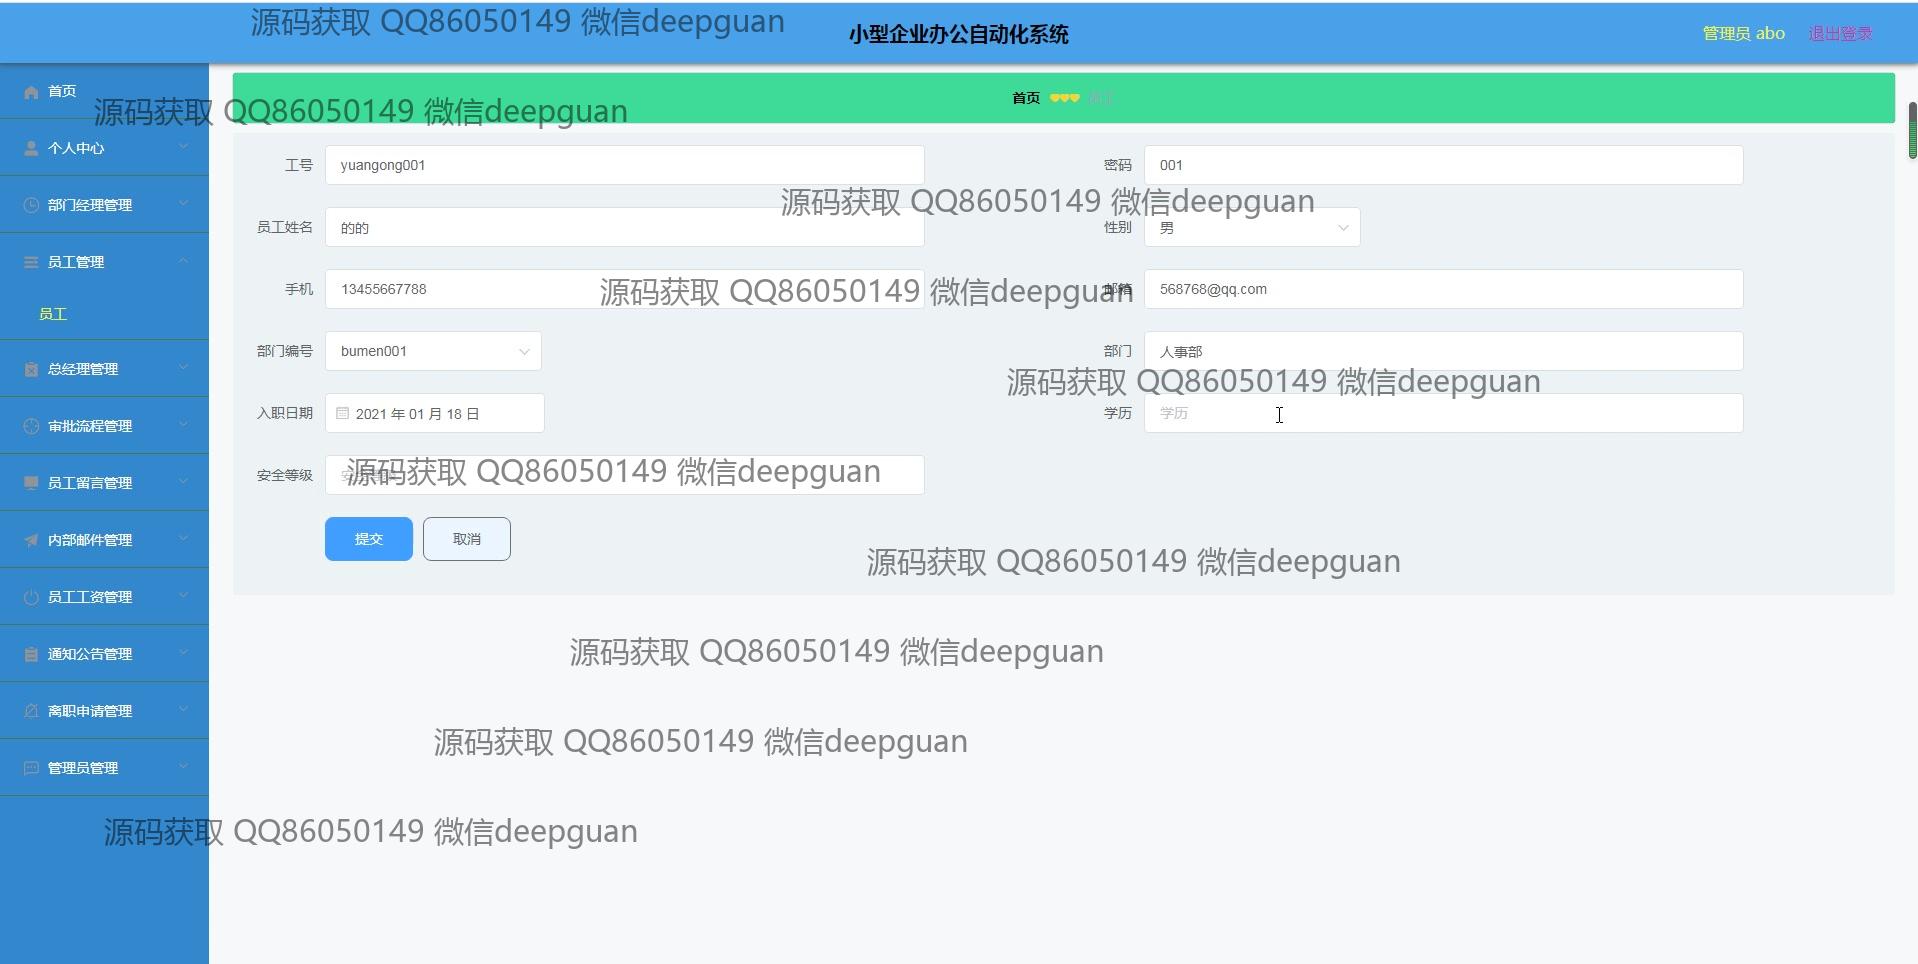 源码获取 QQ86050149 微信deepguan
小型企业办公自动化系统
管理员 abo 退出登录
首页
源码获取 QQ86050149 微信deepguan
首页 员工
个人中心
部门经理管理
员工管理
员工
总经理管理
审批流程管理
员工留言管理
内部邮件管理
员工工资管理
通知公告管理
离职申请管理
管理员管理
工号 yuangong001 密码 001
源码获取 QQ86050149 微信deepguan
员工姓名 的的 性别 男
手机 13455667788 邮箱 568768@qq.com
源码获取 QQ86050149 微信deepguan
部门编号 bumen001 部门 人事部
源码获取 QQ86050149 微信deepguan
入职日期 2021 年 01 月 18 日 学历 学历
安全等级 安全等级
源码获取 QQ86050149 微信deepguan
提交 取消
源码获取 QQ86050149 微信deepguan
源码获取 QQ86050149 微信deepguan
源码获取 QQ86050149 微信deepguan
源码获取 QQ86050149 微信deepguan